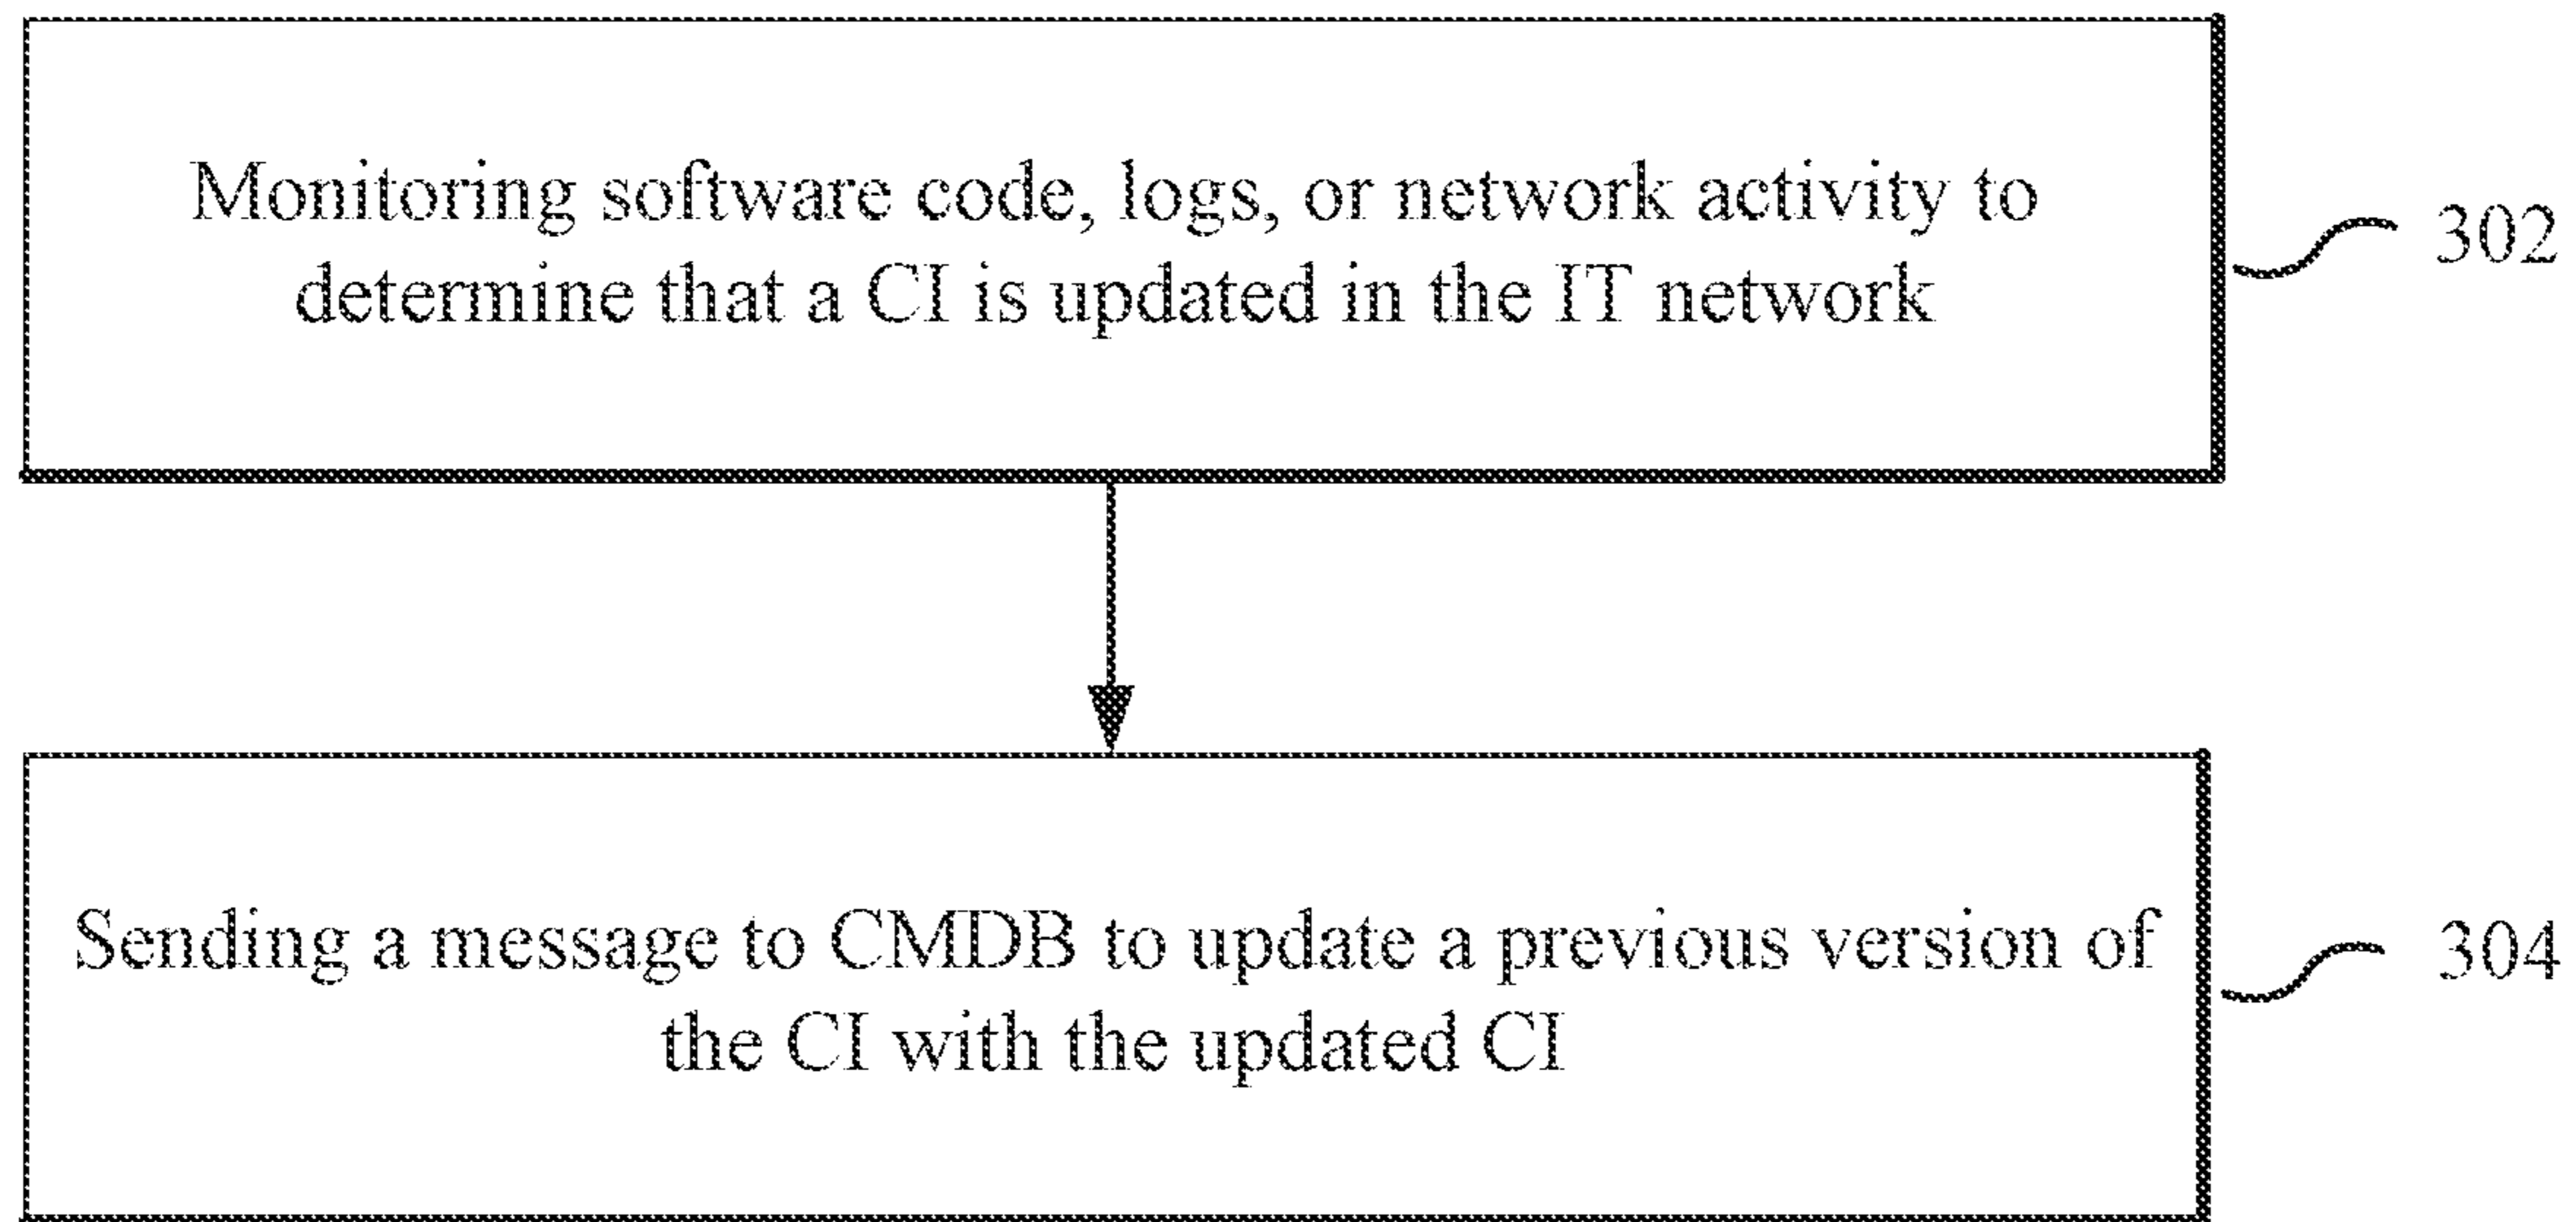 Monitoring software code, logs, or network activity to
determine that a CI is updated in the IT network
302
Sending a message to CMDB to update a previous version of
the CI with the updated CI
304